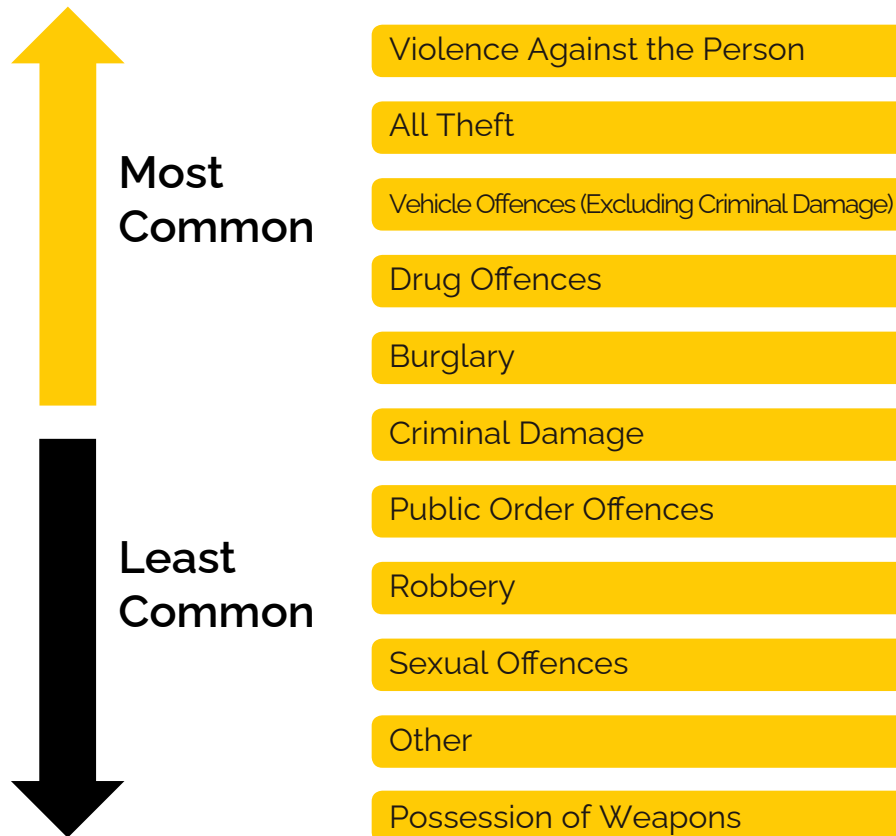 Most
Common
Least
Common
Violence Against the Person
All Theft
Vehicle Offences (Excluding Criminal Damage)
Drug Offences
Burglary
Criminal Damage
Public Order Offences
Robbery
Sexual Offences
Other
Possession of Weapons